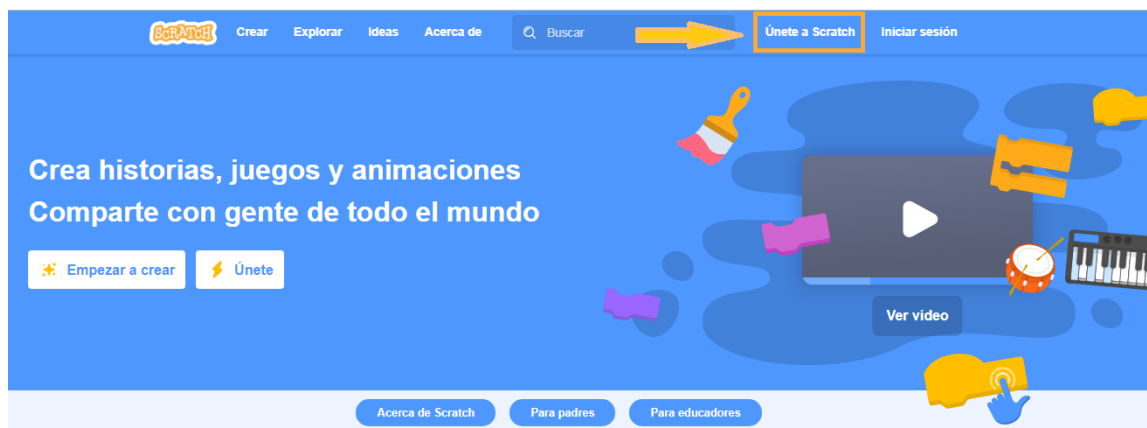 SCRATCH Crear Explorar Ideas Acerca de Buscar Únete a Scratch Iniciar sesión
Crea historias, juegos y animaciones
Comparte con gente de todo el mundo
Empezar a crear Únete
Ver vídeo
Acerca de Scratch Para padres Para educadores